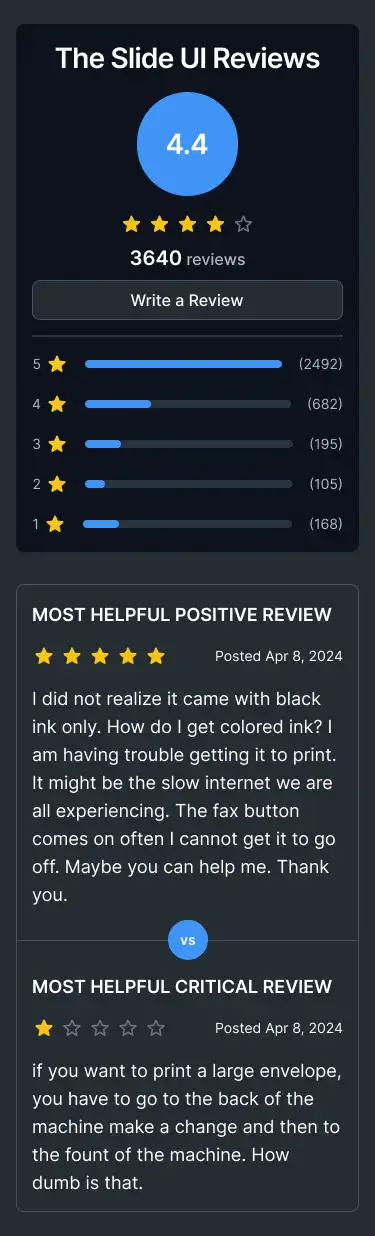 The Slide UI Reviews
4.4
3640 reviews
Write a Review
5 (2492)
4 (682)
3 (195)
2 (105)
1 (168)
MOST HELPFUL POSITIVE REVIEW
Posted Apr 8, 2024
I did not realize it came with black
ink only. How do I get colored ink? I
am having trouble getting it to print.
It might be the slow internet we are
all experiencing. The fax button
comes on often I cannot get it to go
off. Maybe you can help me. Thank
you.
vs
MOST HELPFUL CRITICAL REVIEW
Posted Apr 8, 2024
if you want to print a large envelope,
you have to go to the back of the
machine make a change and then to
the fount of the machine. How
dumb is that.